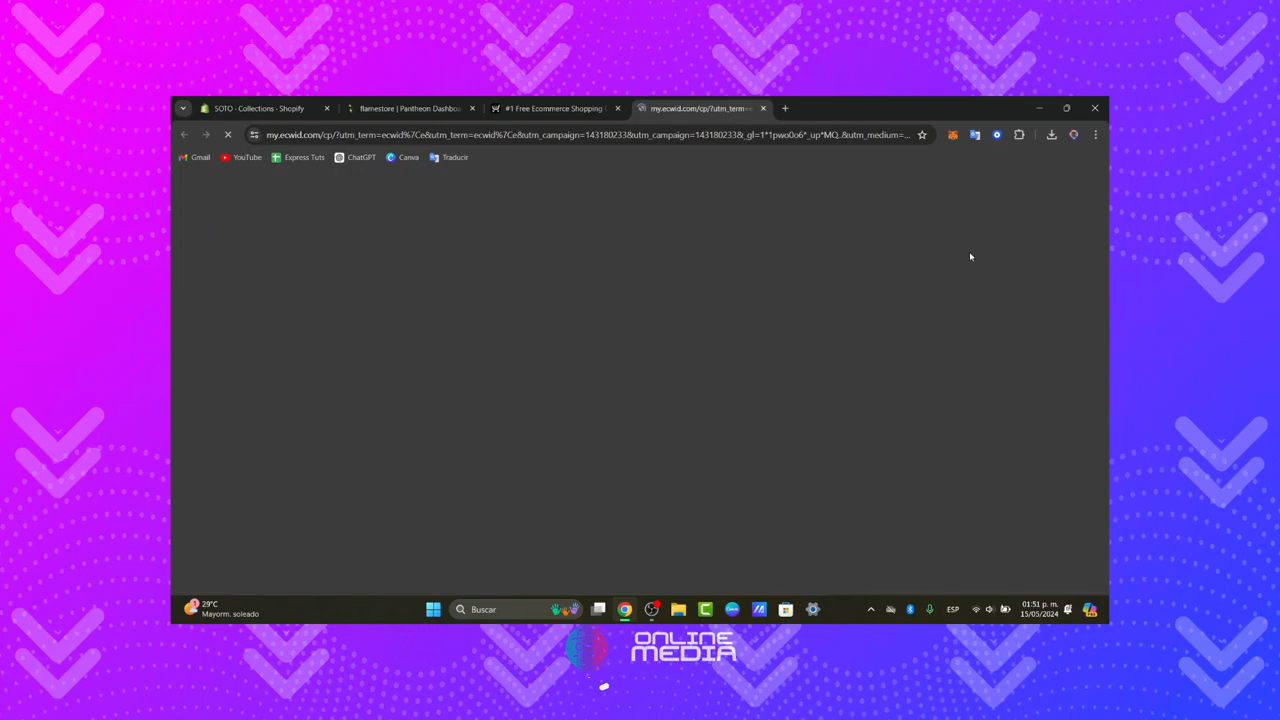 SOTO · Collections · Shopify
flamestore | Pantheon Dashboa
#1 Free Ecommerce Shopping C
my.ecwid.com/cp/?utm_term=e
my.ecwid.com/cp/?utm_term=ecwid%7Ce&utm_term=ecwid%7Ce&utm_campaign=143180233&utm_campaign=143180233&_gl=1*1pwo0o6*_up*MQ..&utm_medium=...
Gmail
YouTube
Express Tuts
ChatGPT
Canva
Traducir
29°C
Mayorm. soleado
Buscar
ESP
01:51 p. m.
15/05/2024
ONLINE
MEDIA